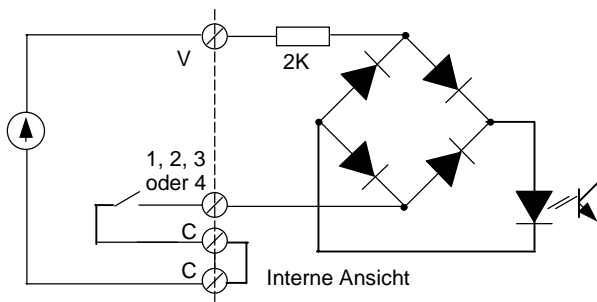 V
2K
1, 2, 3
oder 4
C
C
Interne Ansicht